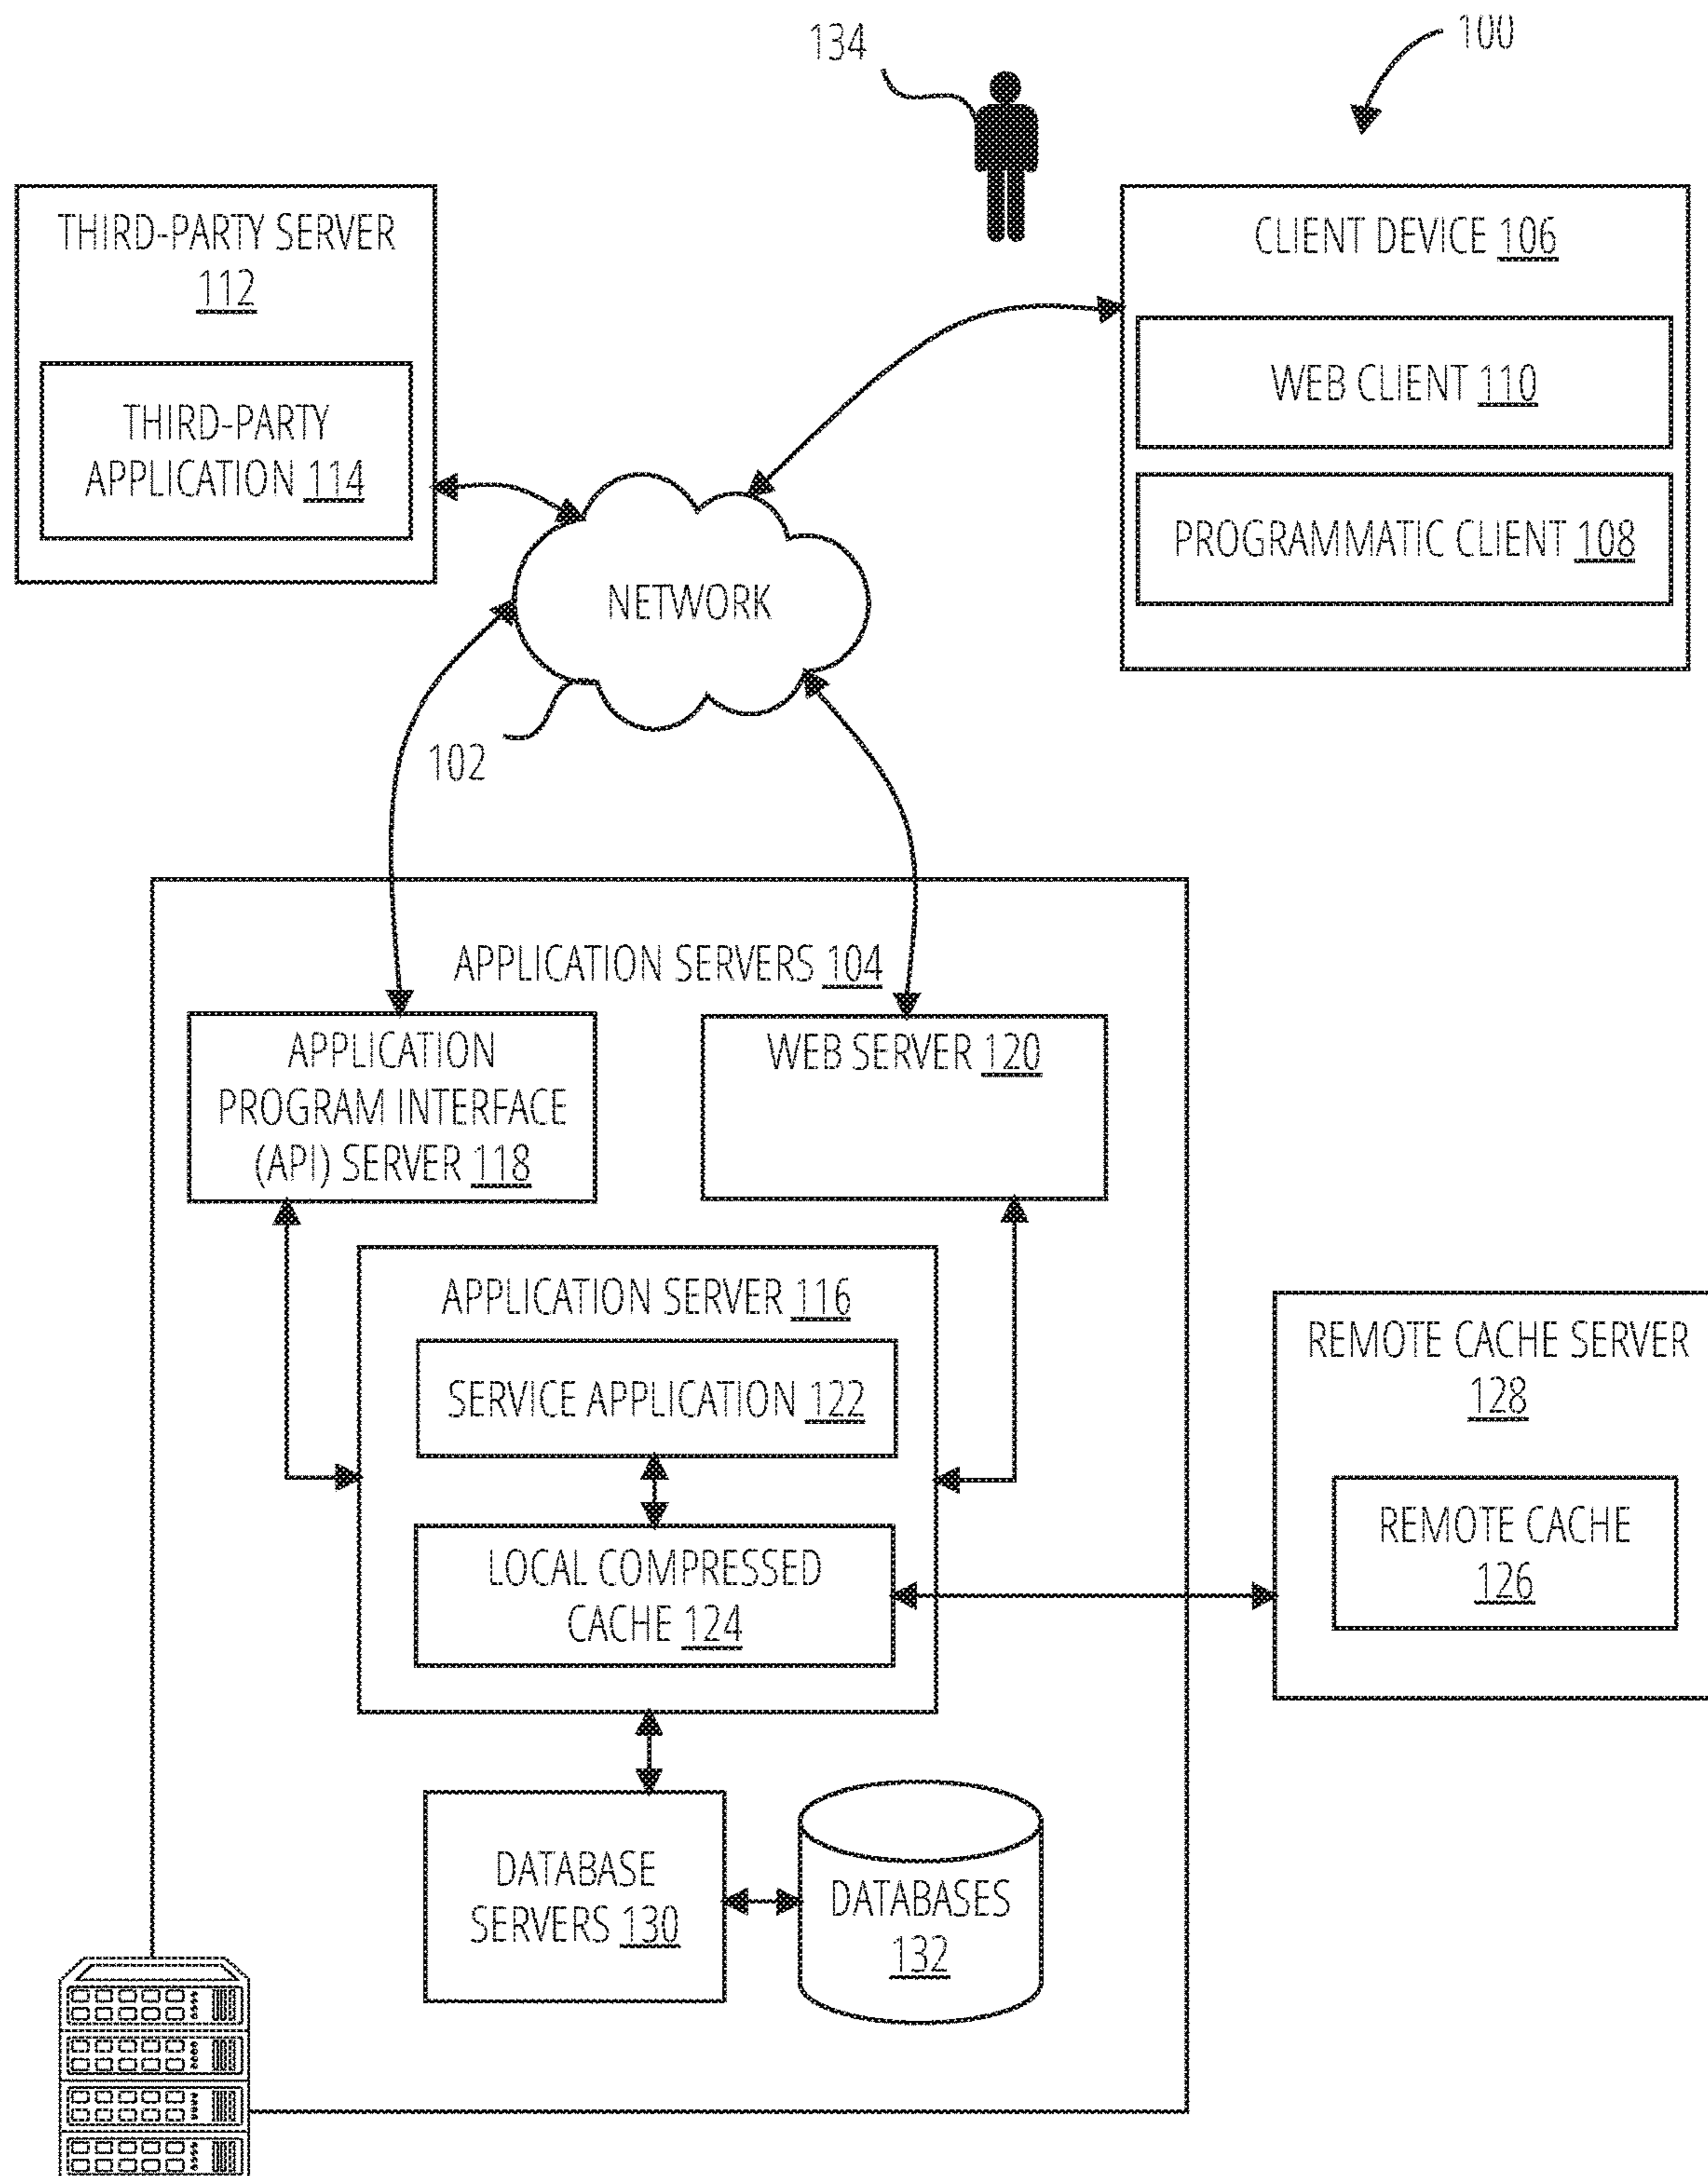 100
134
THIRD-PARTY SERVER
112
THIRD-PARTY
APPLICATION 114
CLIENT DEVICE 106
WEB CLIENT 110
PROGRAMMATIC CLIENT 108
NETWORK
102
APPLICATION SERVERS 104
APPLICATION
PROGRAM INTERFACE
(API) SERVER 118
WEB SERVER 120
APPLICATION SERVER 116
SERVICE APPLICATION 122
LOCAL COMPRESSED
CACHE 124
REMOTE CACHE SERVER
128
REMOTE CACHE
126
DATABASE
SERVERS 130
DATABASES
132